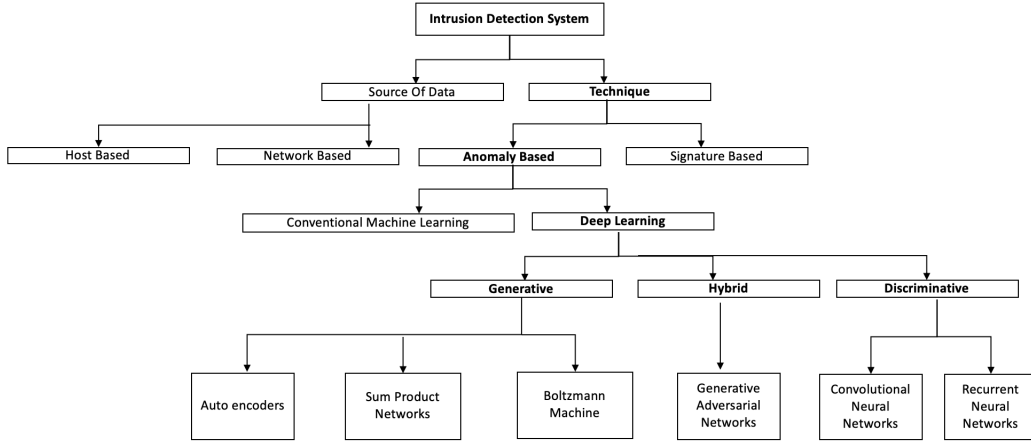 Intrusion Detection System
Source Of Data
Technique
Host Based
Network Based
Anomaly Based
Signature Based
Conventional Machine Learning
Deep Learning
Generative
Hybrid
Discriminative
Auto encoders
Sum Product
Networks
Boltzmann
Machine
Generative
Adversarial
Networks
Convolutional
Neural
Networks
Recurrent
Neural
Networks